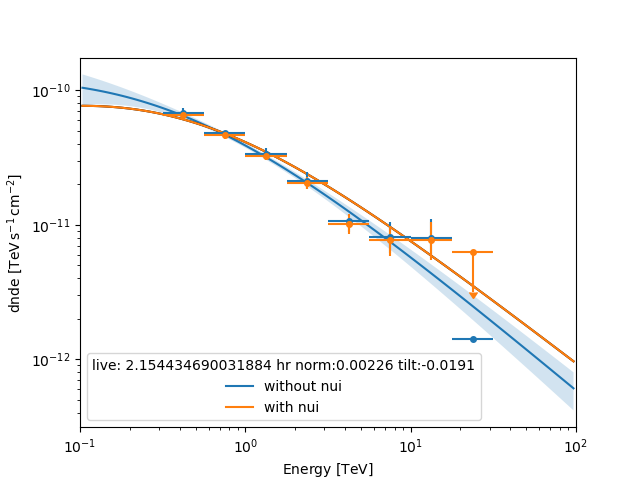 10⁻¹⁰
10⁻¹¹
10⁻¹²
dnde [TeV s⁻¹ cm⁻²]
live: 2.154434690031884 hr norm:0.00226 tilt:-0.0191
without nui
with nui
10⁻¹ 10⁰ 10¹ 10²
Energy [TeV]